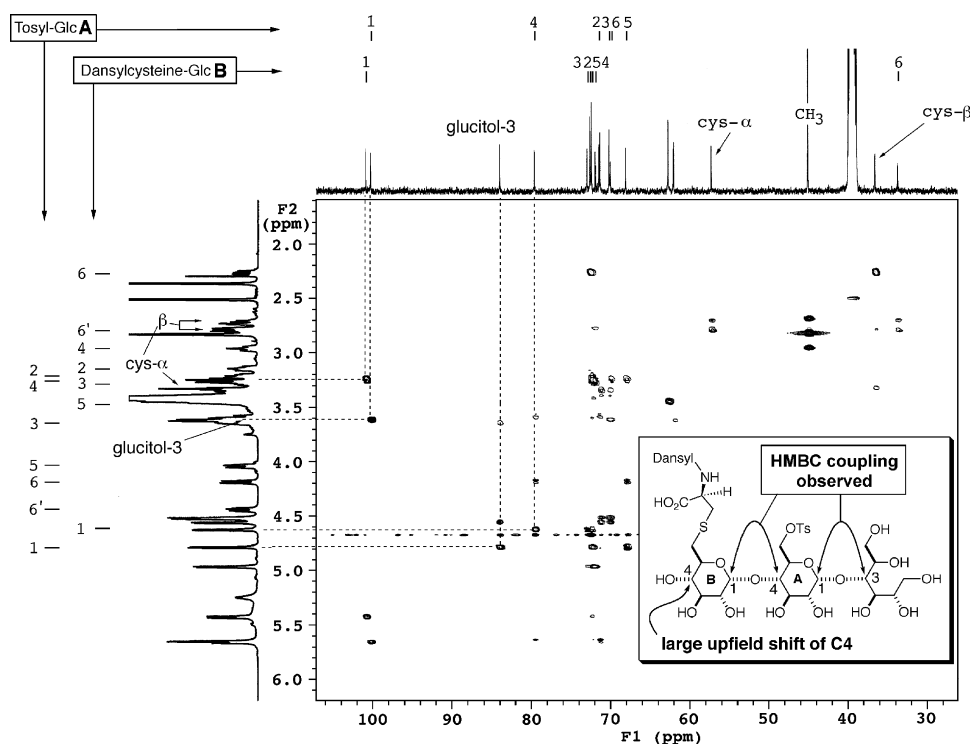 Tosyl-Glc A
1 4 23 6 5
Dansylcysteine-Glc B
1 3 2 5 4 6
glucitol-3
cys-α
CH3
cys-β
F2
(ppm)
2.0
2.5
3.0
3.5
4.0
4.5
5.0
5.5
6.0
6
β
6'
4
cys-α
2
2
4
3
5
3
glucitol-3
5
6
6'
1
1
100 90 80 70 60 50 40 30
F1 (ppm)
Dansyl
NH
HO2C
H
S
HMBC coupling
observed
OTs
HO
4
O
B
1
HO
OH
O
4
O
A
1
HO
OH
O
3
HO
OH
OH
HO
OH
large upfield shift of C4